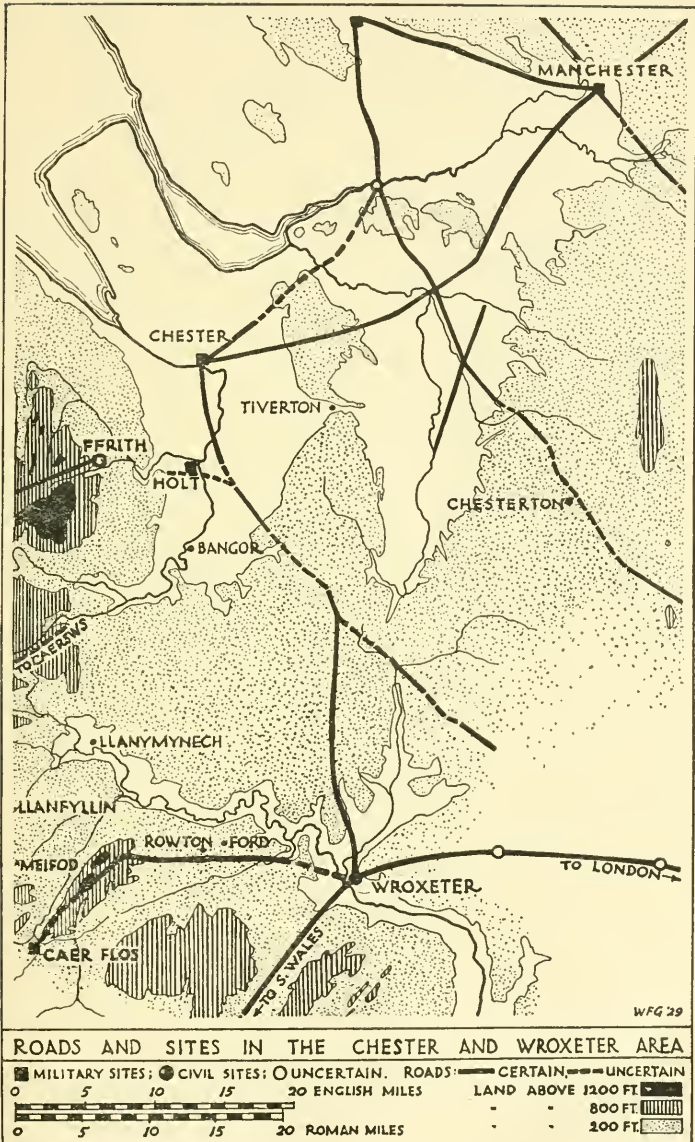 MANCHESTER
CHESTER
TIVERTON
FFRITH
HOLT
CHESTERTON
BANGOR
TO CAERSWS
LLANYMYNECH
LLANFYLLIN
ROWTON FORD
MEIFOD
TO LONDON
WROXETER
CAER FLOS
TO S. WALES
WFG '29
ROADS AND SITES IN THE CHESTER AND WROXETER AREA
MILITARY SITES; CIVIL SITES; UNCERTAIN. ROADS: CERTAIN, UNCERTAIN
0 5 10 15 20 ENGLISH MILES LAND ABOVE 1200 FT.
" " 800 FT.
0 5 10 15 20 ROMAN MILES " " 200 FT.